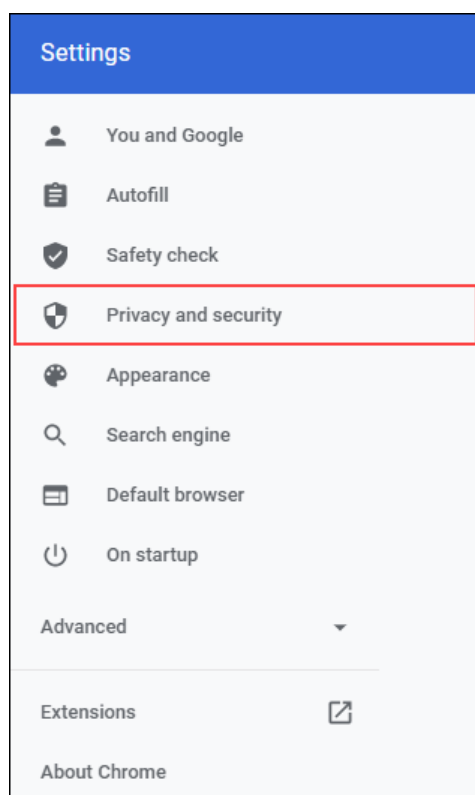 Settings
You and Google
Autofill
Safety check
Privacy and security
Appearance
Search engine
Default browser
On startup
Advanced
Extensions
About Chrome